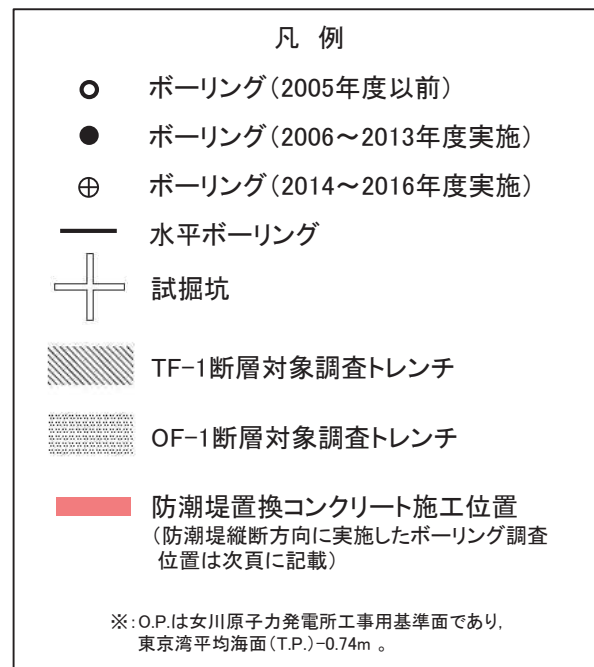 凡 例
ボーリング（2005年度以前）
ボーリング（2006～2013年度実施）
ボーリング（2014～2016年度実施）
水平ボーリング
試掘坑
TF-1断層対象調査トレンチ
OF-1断層対象調査トレンチ
防潮堤置換コンクリート施工位置
（防潮堤縦断方向に実施したボーリング調査
位置は次頁に記載）
※：O.P.は女川原子力発電所工事用基準面であり，
東京湾平均海面（T.P.）-0.74m 。